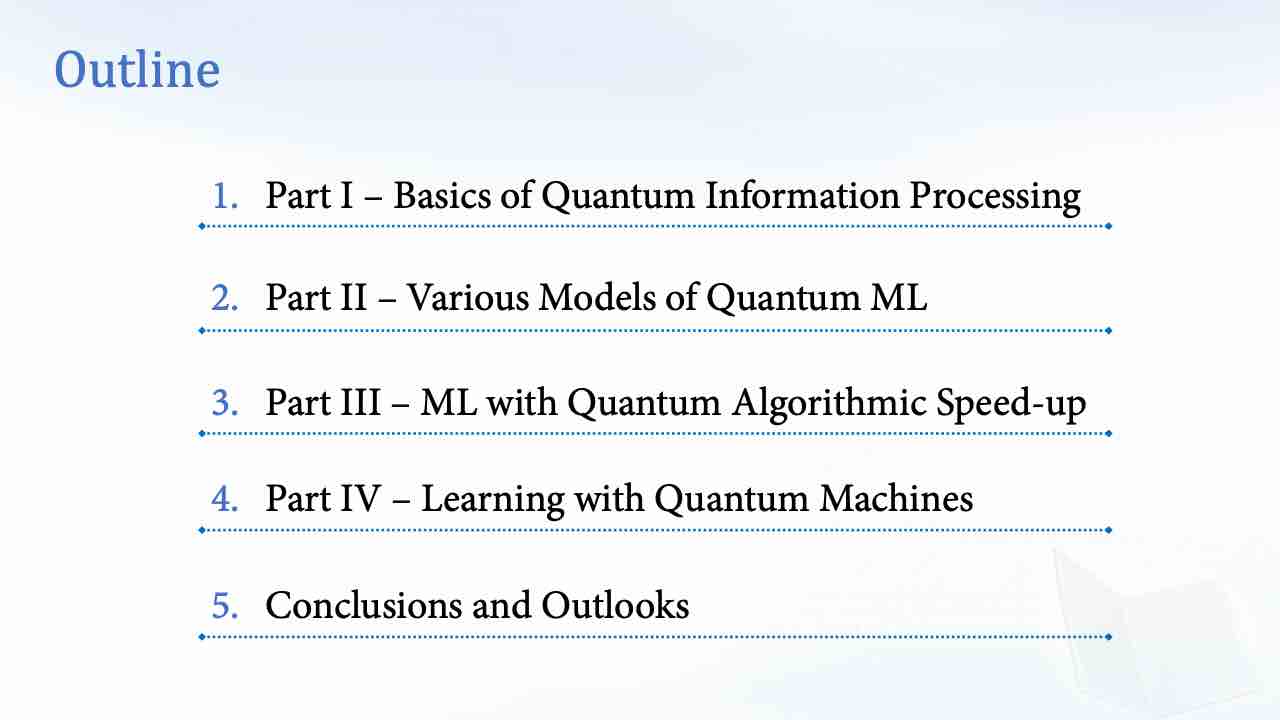 Outline
1. Part I – Basics of Quantum Information Processing
2. Part II – Various Models of Quantum ML
3. Part III – ML with Quantum Algorithmic Speed-up
4. Part IV – Learning with Quantum Machines
5. Conclusions and Outlooks